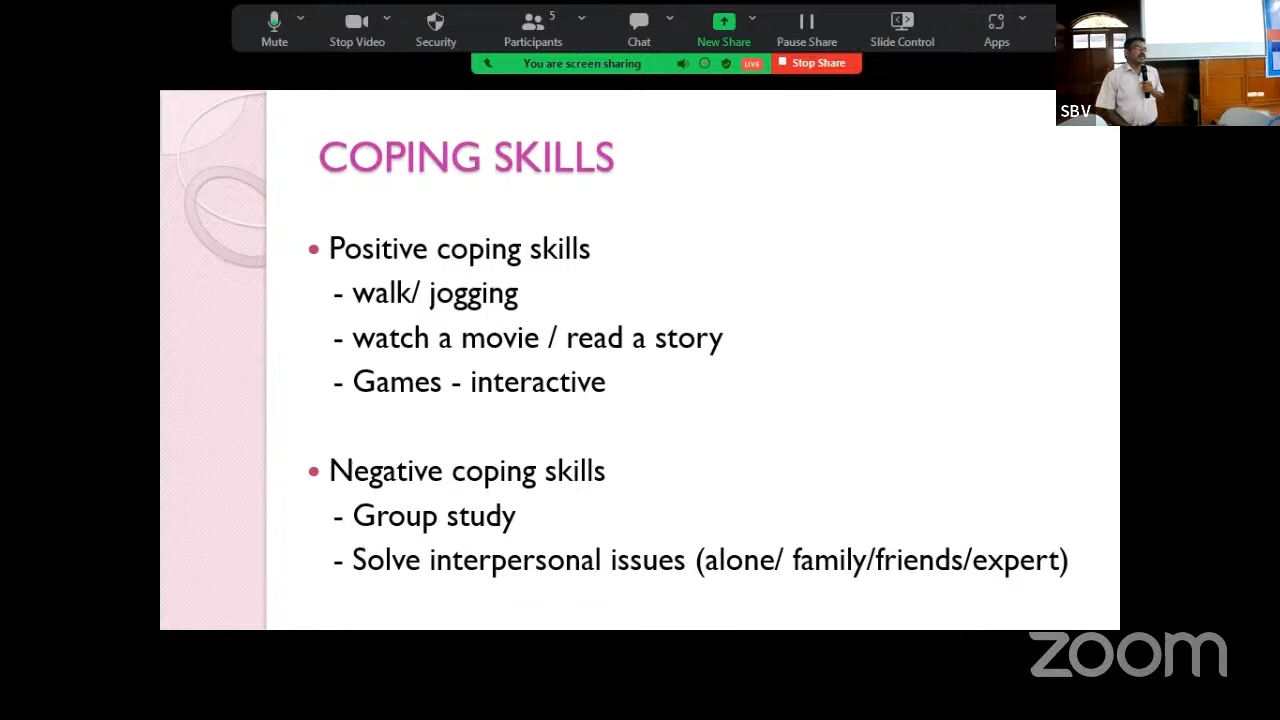 5
Mute
Stop Video
Security
Participants
Chat
New Share
Pause Share
Slide Control
Apps
You are screen sharing
LIVE
Stop Share
SBV
COPING SKILLS
• Positive coping skills
- walk/ jogging
- watch a movie / read a story
- Games - interactive
• Negative coping skills
- Group study
- Solve interpersonal issues (alone/ family/friends/expert)
zoom